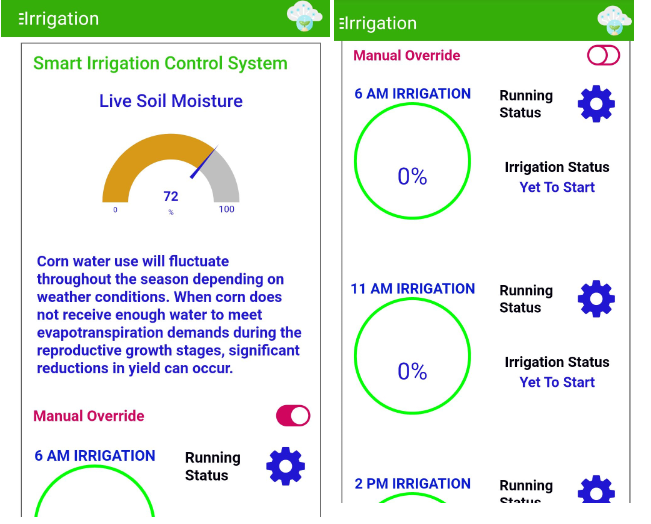 Irrigation
Smart Irrigation Control System
Live Soil Moisture
72
0
%
100
Corn water use will fluctuate
throughout the season depending on
weather conditions. When corn does
not receive enough water to meet
evapotranspiration demands during the
reproductive growth stages, significant
reductions in yield can occur.
Manual Override
6 AM IRRIGATION
Running
Status
Irrigation
Manual Override
6 AM IRRIGATION
Running
Status
0%
Irrigation Status
Yet To Start
11 AM IRRIGATION
Running
Status
0%
Irrigation Status
Yet To Start
2 PM IRRIGATION
Running
Status